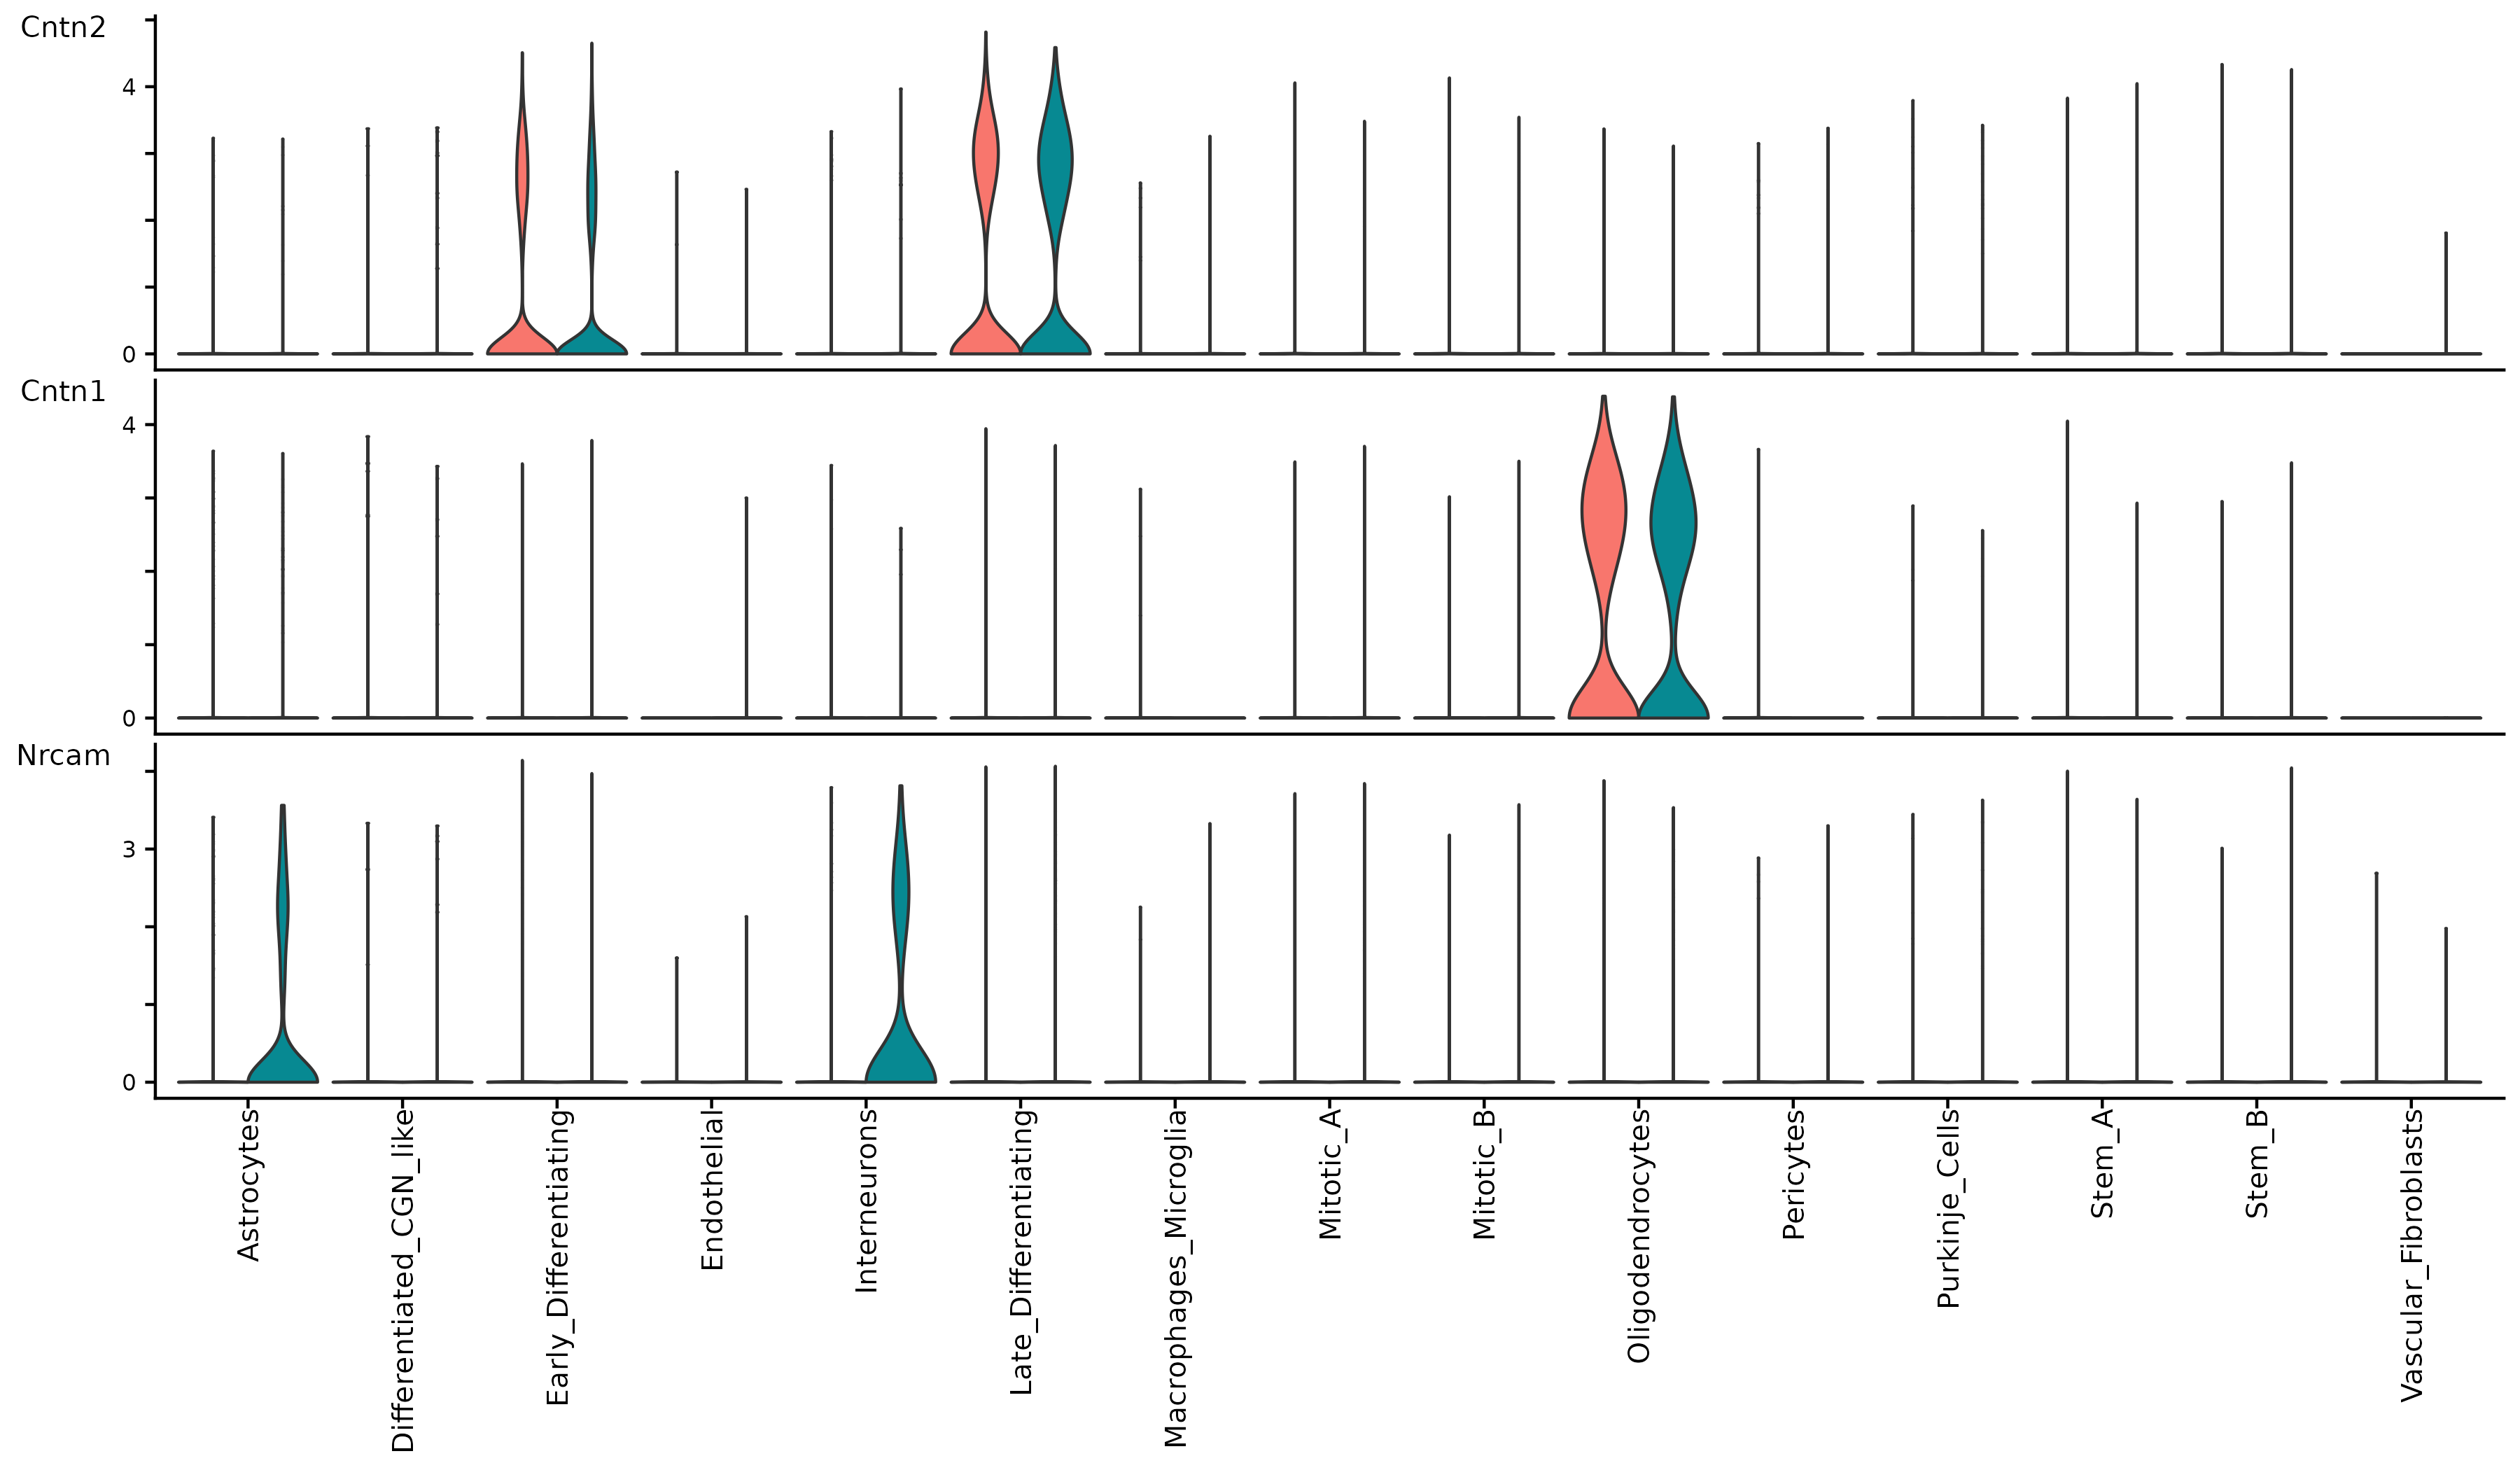 Cntn2
4
0
Cntn1
4
0
Nrcam
3
0
Astrocytes
Differentiated_CGN_like
Early_Differentiating
Endothelial
Interneurons
Late_Differentiating
Macrophages_Microglia
Mitotic_A
Mitotic_B
Oligodendrocytes
Pericytes
Purkinje_Cells
Stem_A
Stem_B
Vascular_Fibroblasts